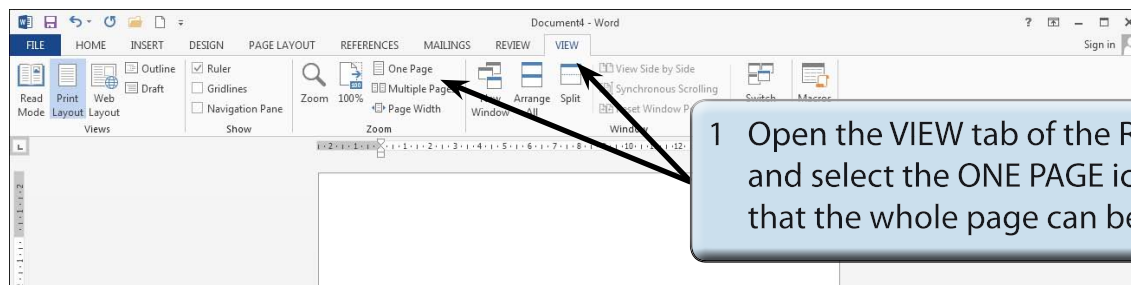 Document4 - Word
FILE HOME INSERT DESIGN PAGE LAYOUT REFERENCES MAILINGS REVIEW VIEW Sign in
Outline Ruler One Page View Side by Side
Draft Gridlines Multiple Pages Synchronous Scrolling
Read Print Web Navigation Pane Zoom 100% Page Width Arrange Split Reset Window
Mode Layout Layout Window All
Views Show Zoom Window
1 Open the VIEW tab of the
and select the ONE PAGE
that the whole page can be